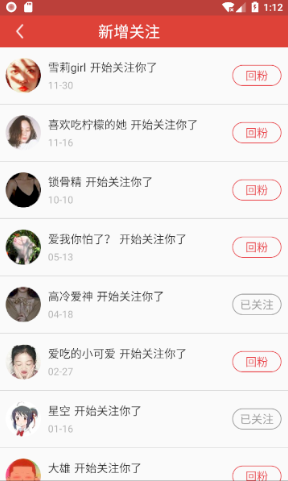 1:12
新增关注
雪莉girl 开始关注你了
11-30
回粉
喜欢吃柠檬的她 开始关注你了
11-16
回粉
锁骨精 开始关注你了
10-10
回粉
爱我你怕了？ 开始关注你了
05-13
回粉
高冷爱神 开始关注你了
04-18
已关注
爱吃的小可爱 开始关注你了
02-27
回粉
星空 开始关注你了
01-16
已关注
大雄 开始关注你了
回粉